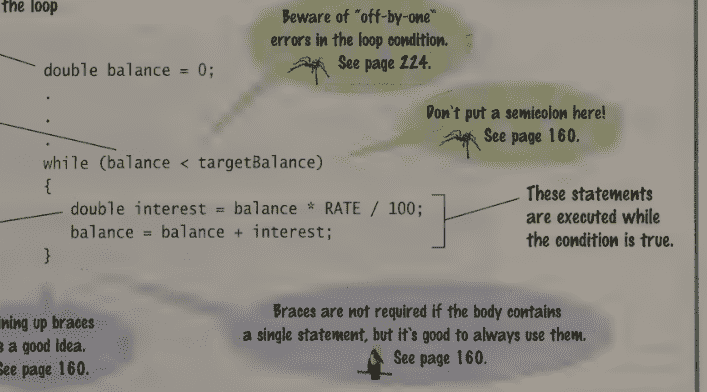 the loop
Beware of "off-by-one"
errors in the loop condition.
See page 224.
double balance = 0;
.
.
.
Don't put a semicolon here!
See page 160.
while (balance < targetBalance)
{
double interest = balance * RATE / 100;
balance = balance + interest;
}
These statements
are executed while
the condition is true.
ining up braces
s a good idea.
See page 160.
Braces are not required if the body contains
a single statement, but it's good to always use them.
See page 160.